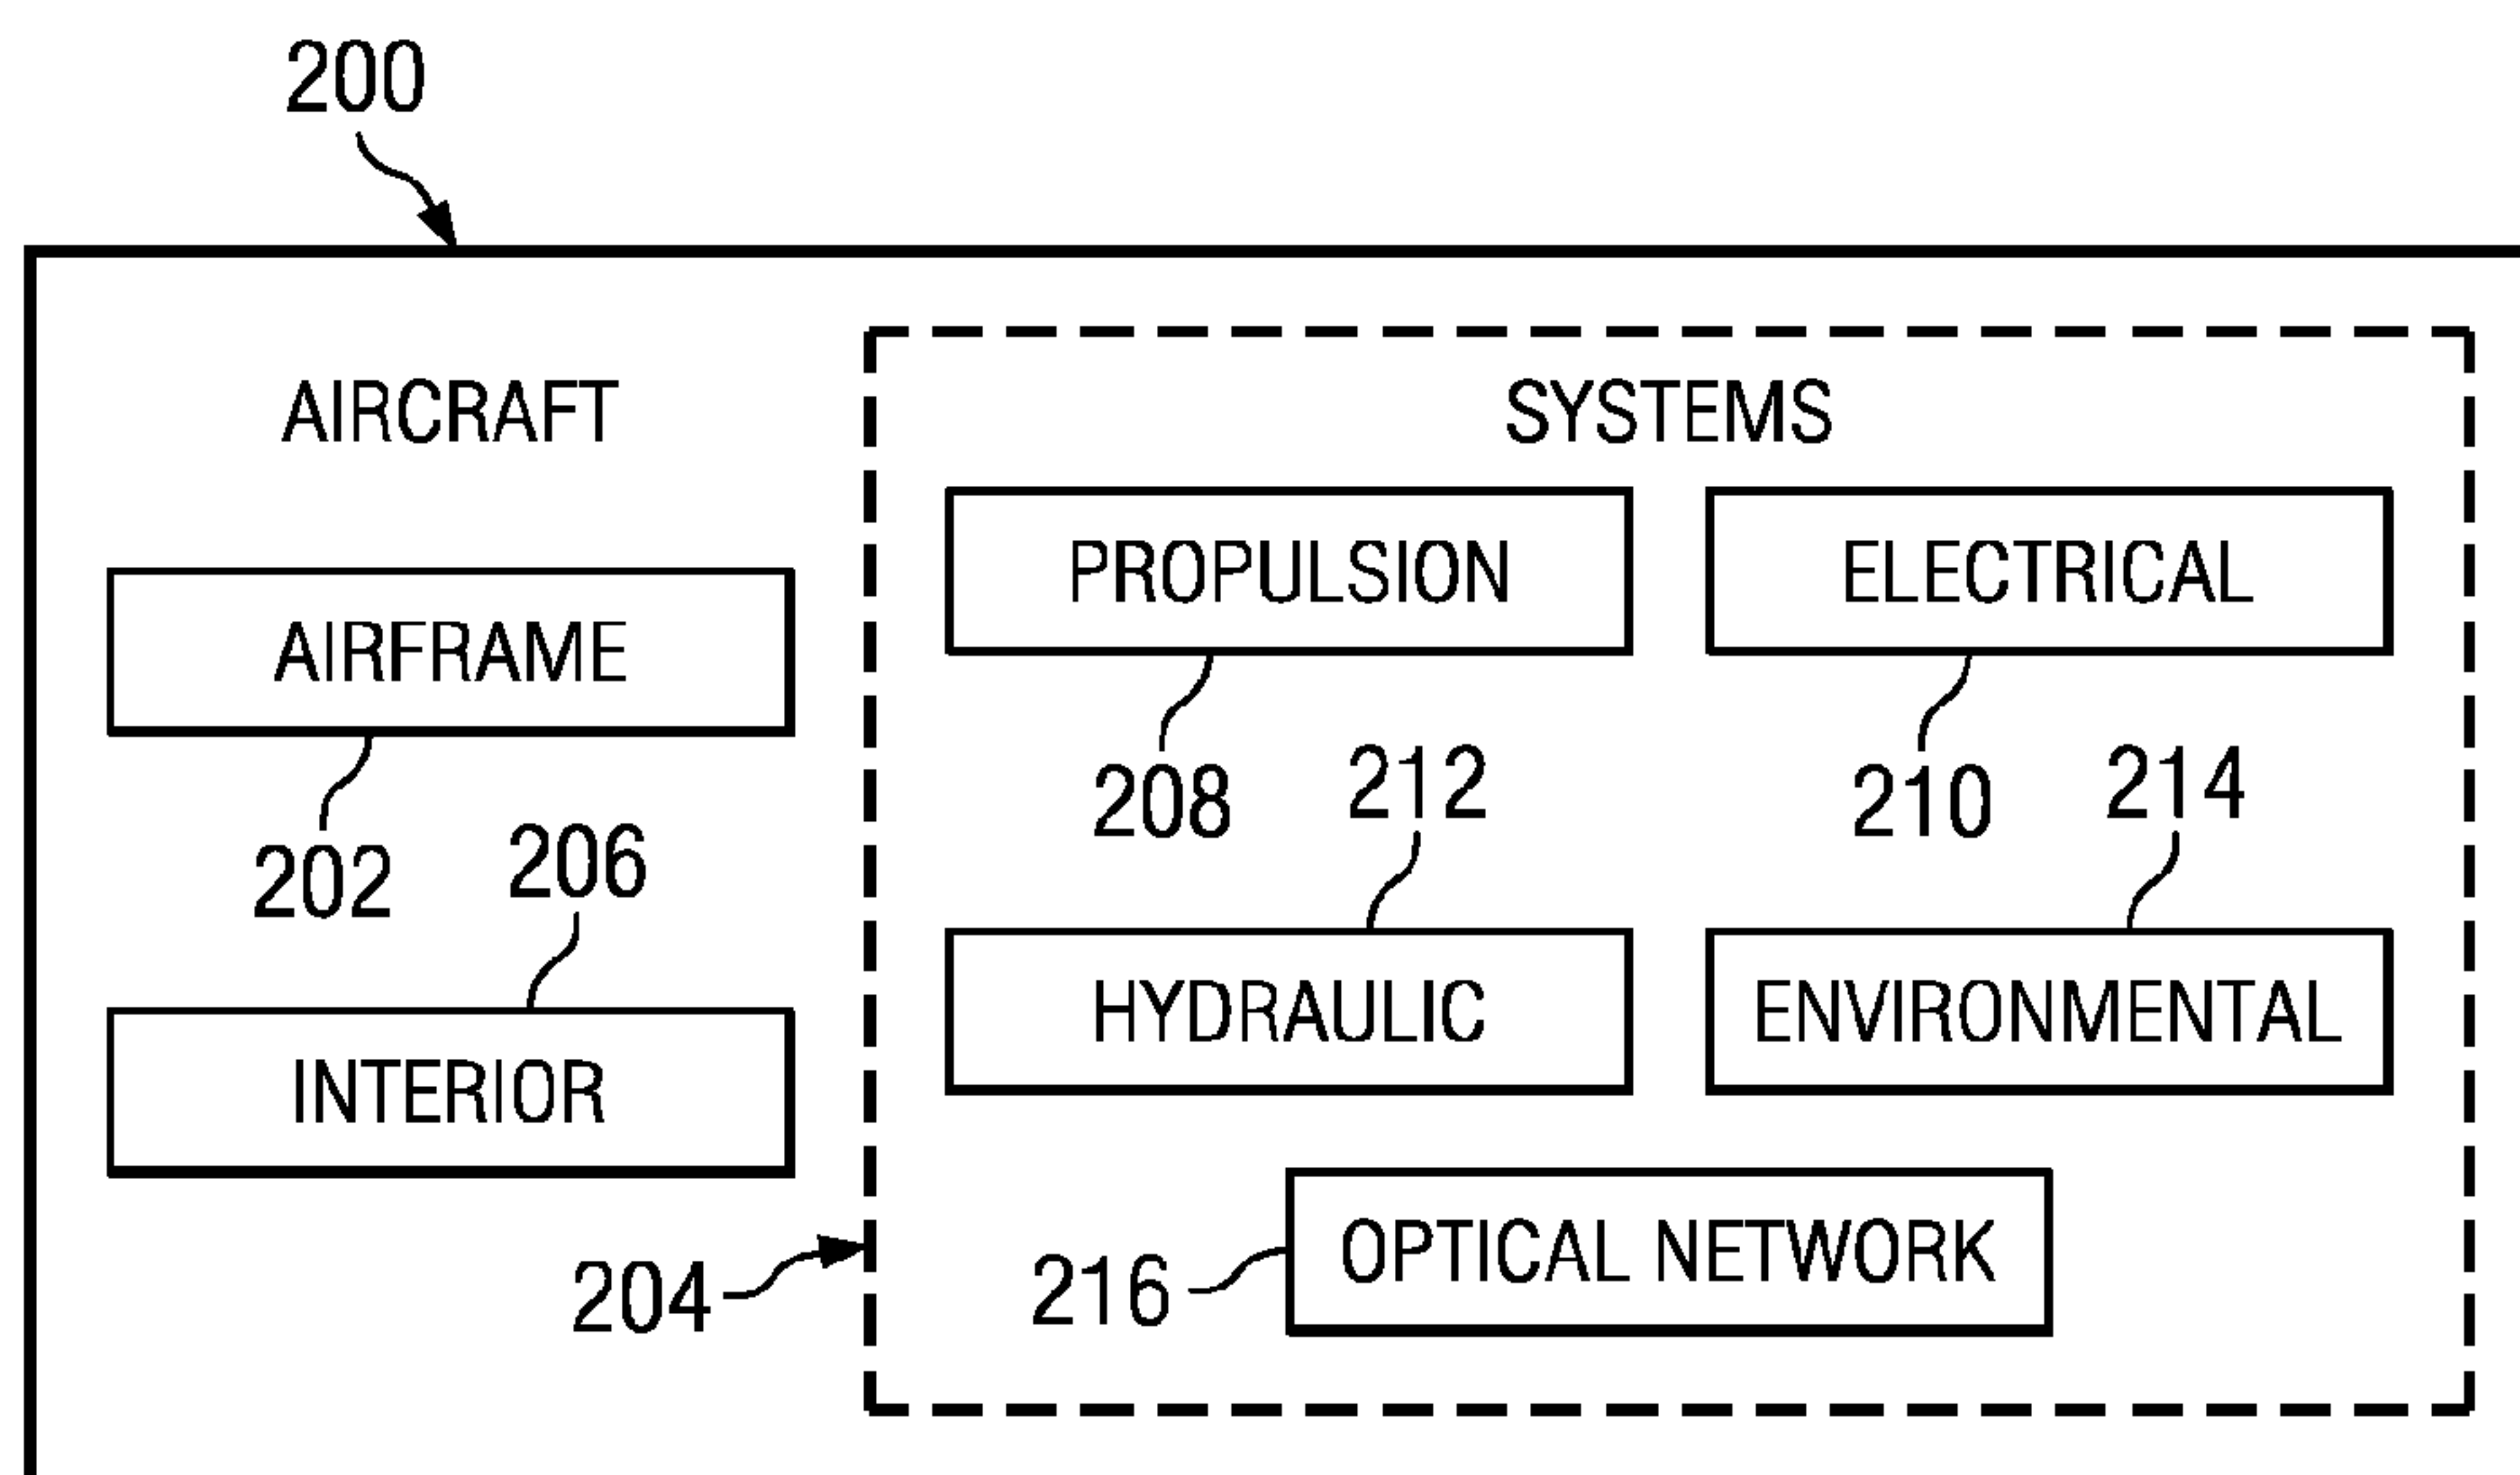 200
AIRCRAFT
SYSTEMS
AIRFRAME
202
206
INTERIOR
PROPULSION
ELECTRICAL
208
212
210
214
HYDRAULIC
ENVIRONMENTAL
204
216
OPTICAL NETWORK